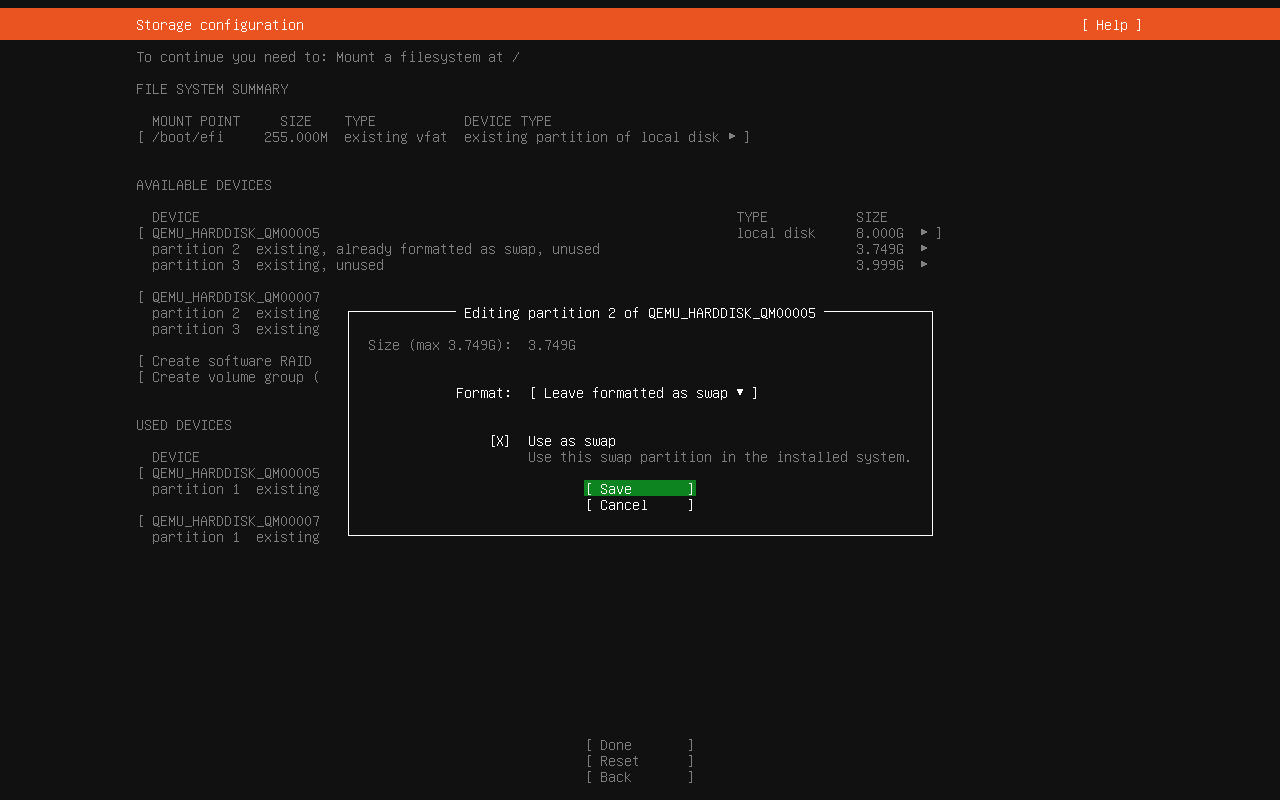 Storage configuration [ Help ]
To continue you need to: Mount a filesystem at /
FILE SYSTEM SUMMARY
MOUNT POINT SIZE TYPE DEVICE TYPE
[ /boot/efi 255.000M existing vfat existing partition of local disk ▸ ]
AVAILABLE DEVICES
DEVICE TYPE SIZE
[ QEMU_HARDDISK_QM00005 local disk 8.000G ▸ ]
partition 2 existing, already formatted as swap, unused 3.749G ▸
partition 3 existing, unused 3.999G ▸
[ QEMU_HARDDISK_QM00007
partition 2 existing
partition 3 existing
[ Create software RAID
[ Create volume group (
Editing partition 2 of QEMU_HARDDISK_QM00005
Size (max 3.749G): 3.749G
Format: [ Leave formatted as swap ▾ ]
[X] Use as swap
Use this swap partition in the installed system.
[ Save ]
[ Cancel ]
USED DEVICES
DEVICE
[ QEMU_HARDDISK_QM00005
partition 1 existing
[ QEMU_HARDDISK_QM00007
partition 1 existing
[ Done ]
[ Reset ]
[ Back ]